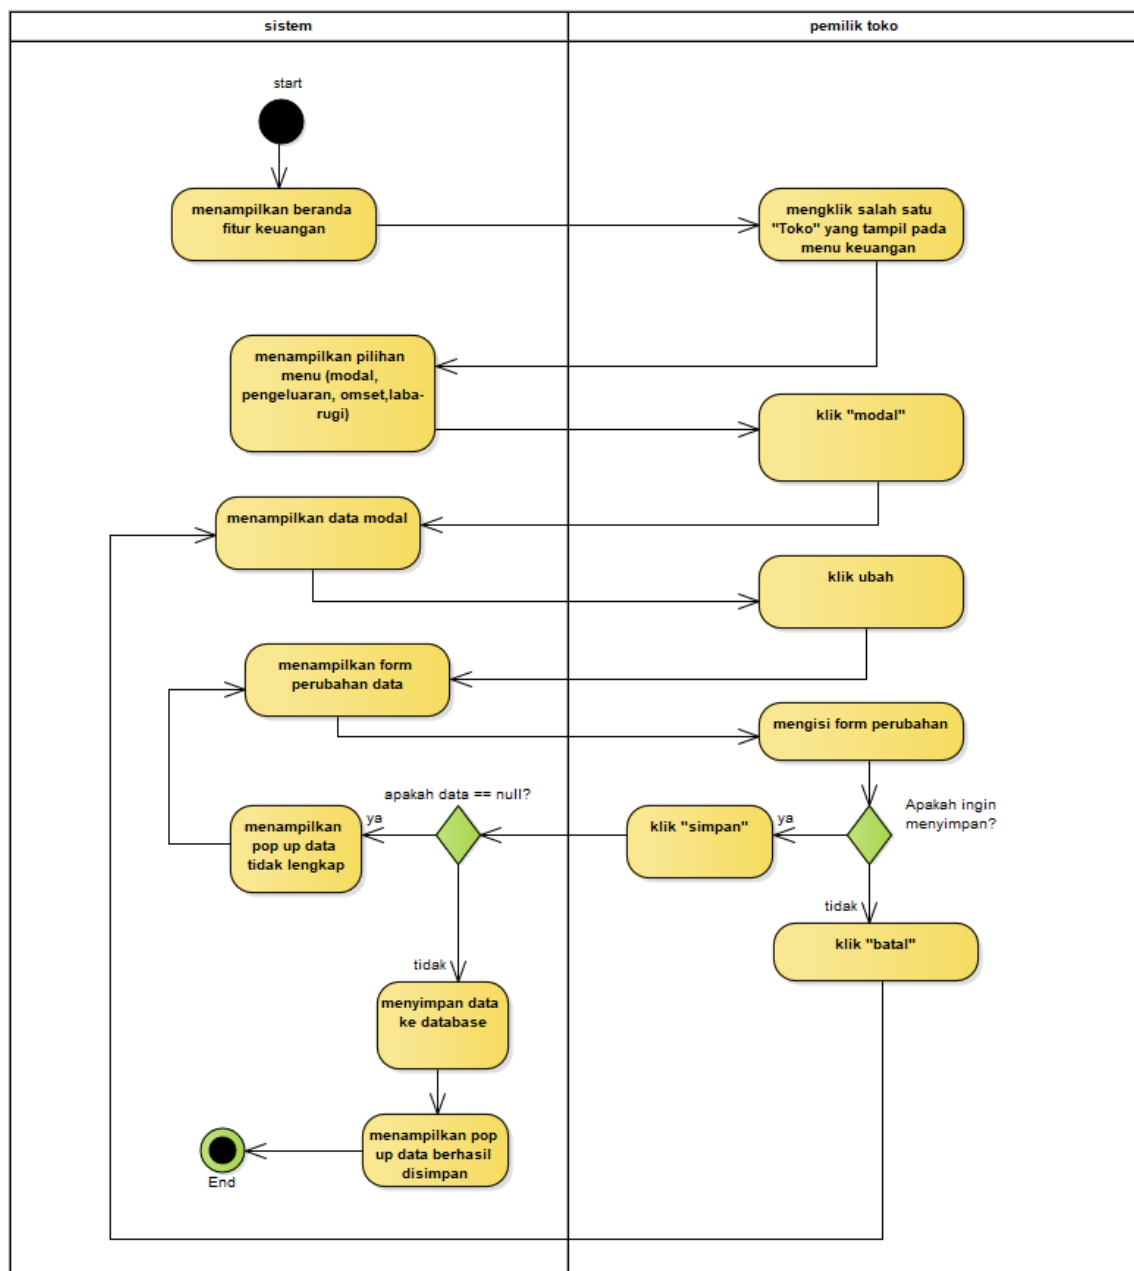 sistem
pemilik toko
start
menampilkan beranda
fitur keuangan
mengklik salah satu
"Toko" yang tampil pada
menu keuangan
menampilkan pilihan
menu (modal,
pengeluaran, omset,laba-
rugi)
klik "modal"
menampilkan data modal
klik ubah
menampilkan form
perubahan data
mengisi form perubahan
Apakah ingin
menyimpan?
ya
klik "simpan"
tidak
klik "batal"
apakah data == null?
ya
menampilkan
pop up data
tidak lengkap
tidak
menyimpan data
ke database
menampilkan pop
up data berhasil
disimpan
End